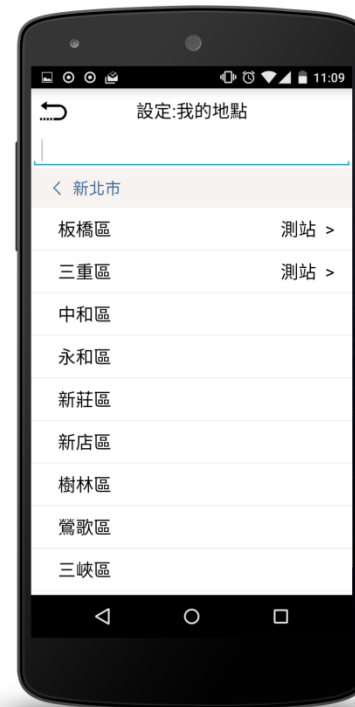 11:09
設定:我的地點
< 新北市
板橋區 測站 >
三重區 測站 >
中和區
永和區
新莊區
新店區
樹林區
鶯歌區
三峽區